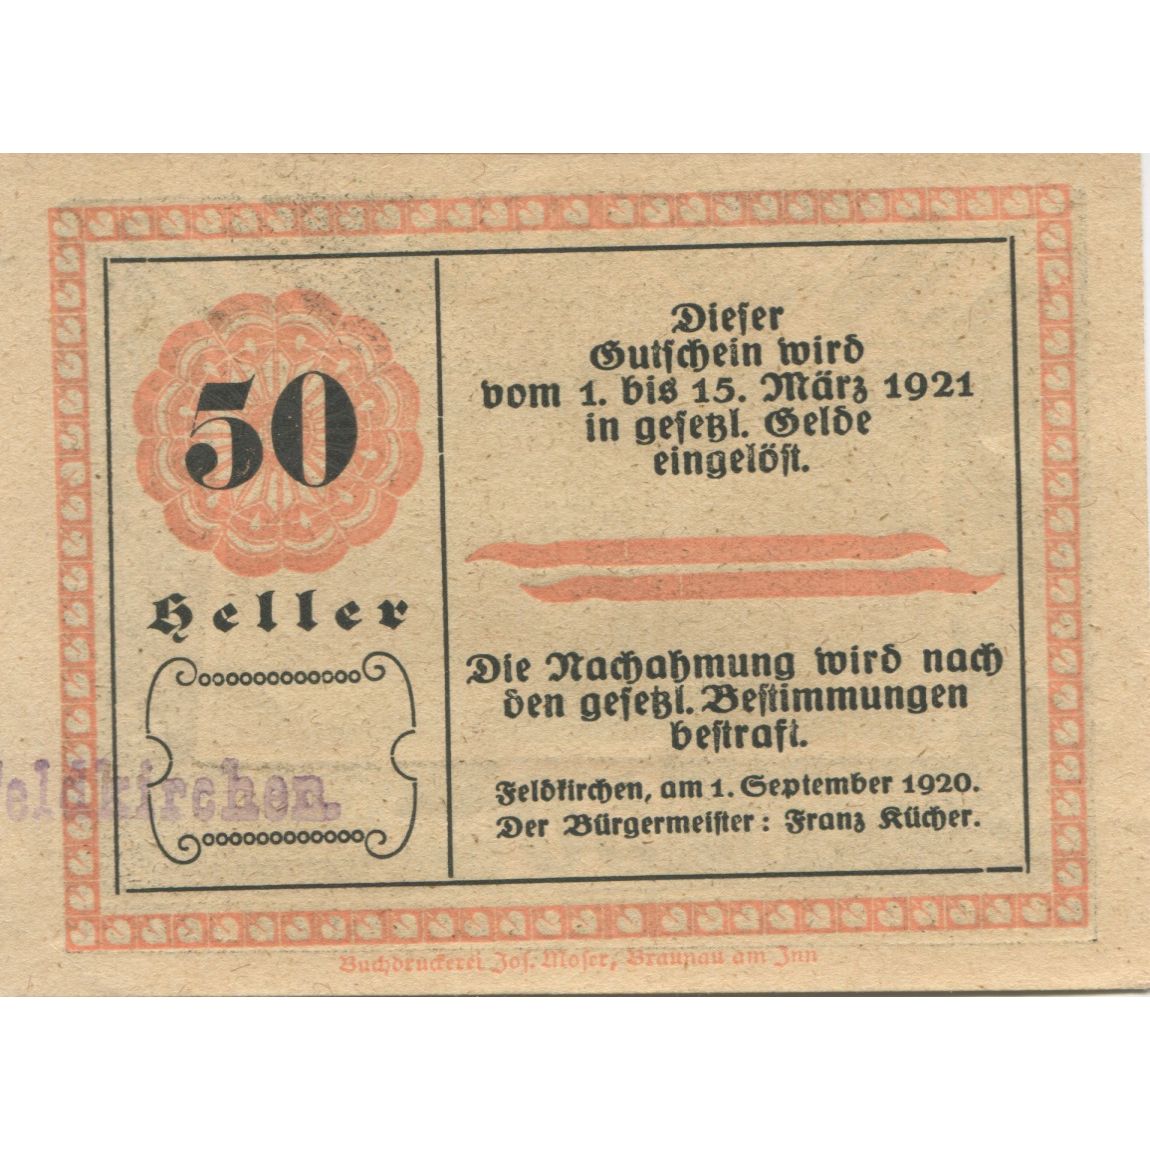 50
Heller
Feldkirchen.
Dieser
Gutschein wird
vom 1. bis 15. März 1921
in gesetzl. Gelde
eingelöst.
Die Nachahmung wird nach
den gesetzl. Bestimmungen
bestraft.
Feldkirchen, am 1. September 1920.
Der Bürgermeister: Franz Kücher.
Buchdruckerei Jos. Moser, Braunau am Inn